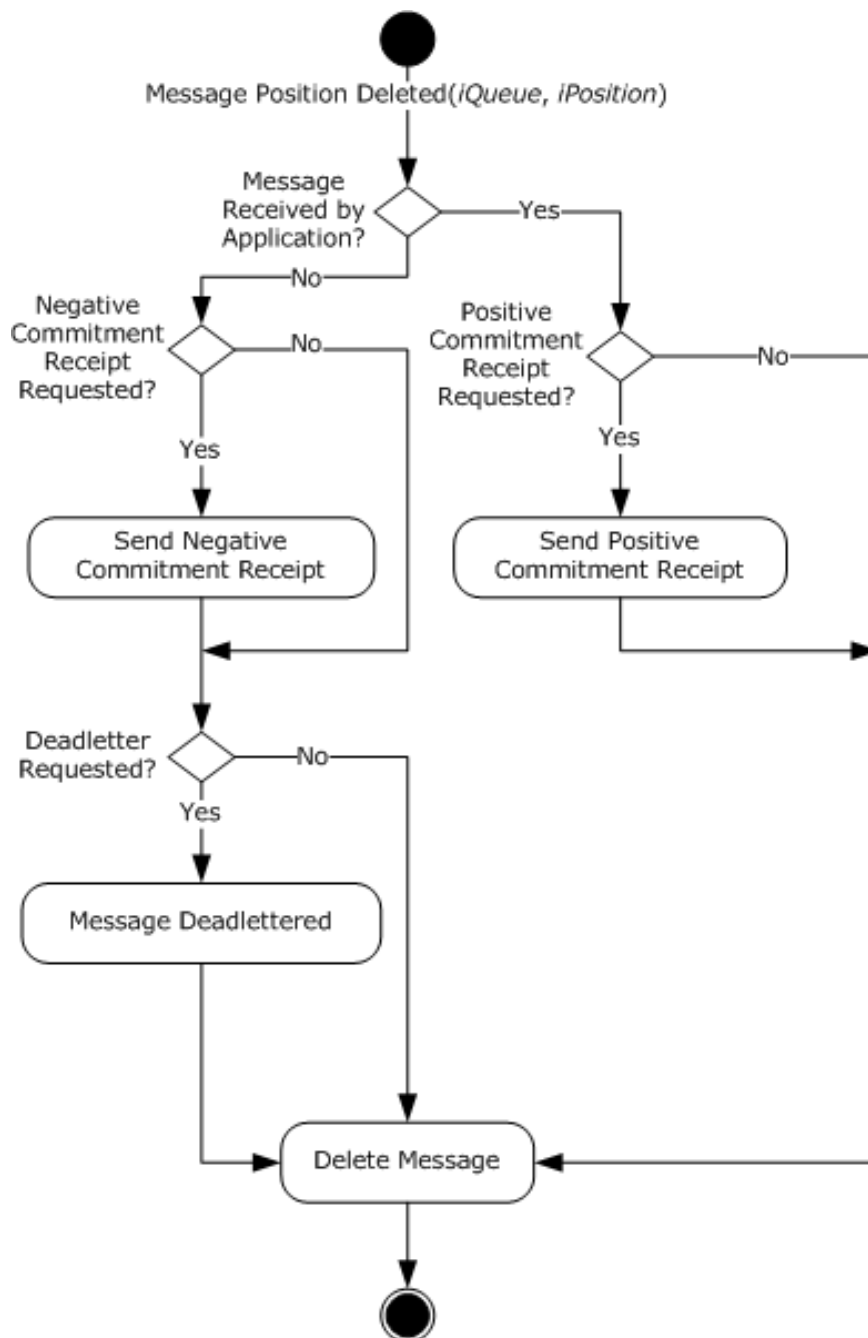 Message Position Deleted(iQueue, iPosition)
Message
Received by
Application?
Yes
No
Negative
Commitment
Receipt
Requested?
No
Positive
Commitment
Receipt
Requested?
No
Yes
Yes
Send Negative
Commitment Receipt
Send Positive
Commitment Receipt
Deadletter
Requested?
No
Yes
Message Deadlettered
Delete Message